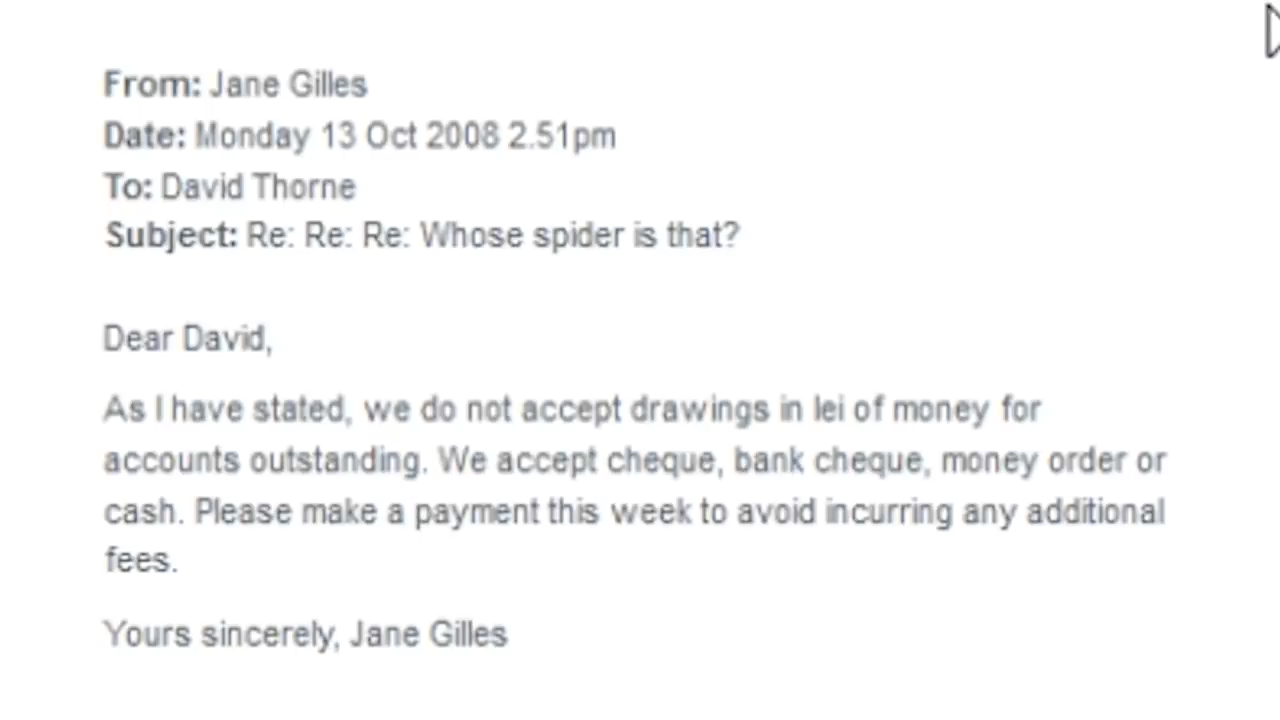 From: Jane Gilles
Date: Monday 13 Oct 2008 2.51pm
To: David Thorne
Subject: Re: Re: Re: Whose spider is that?
Dear David,
As I have stated, we do not accept drawings in lei of money for
accounts outstanding. We accept cheque, bank cheque, money order or
cash. Please make a payment this week to avoid incurring any additional
fees.
Yours sincerely, Jane Gilles